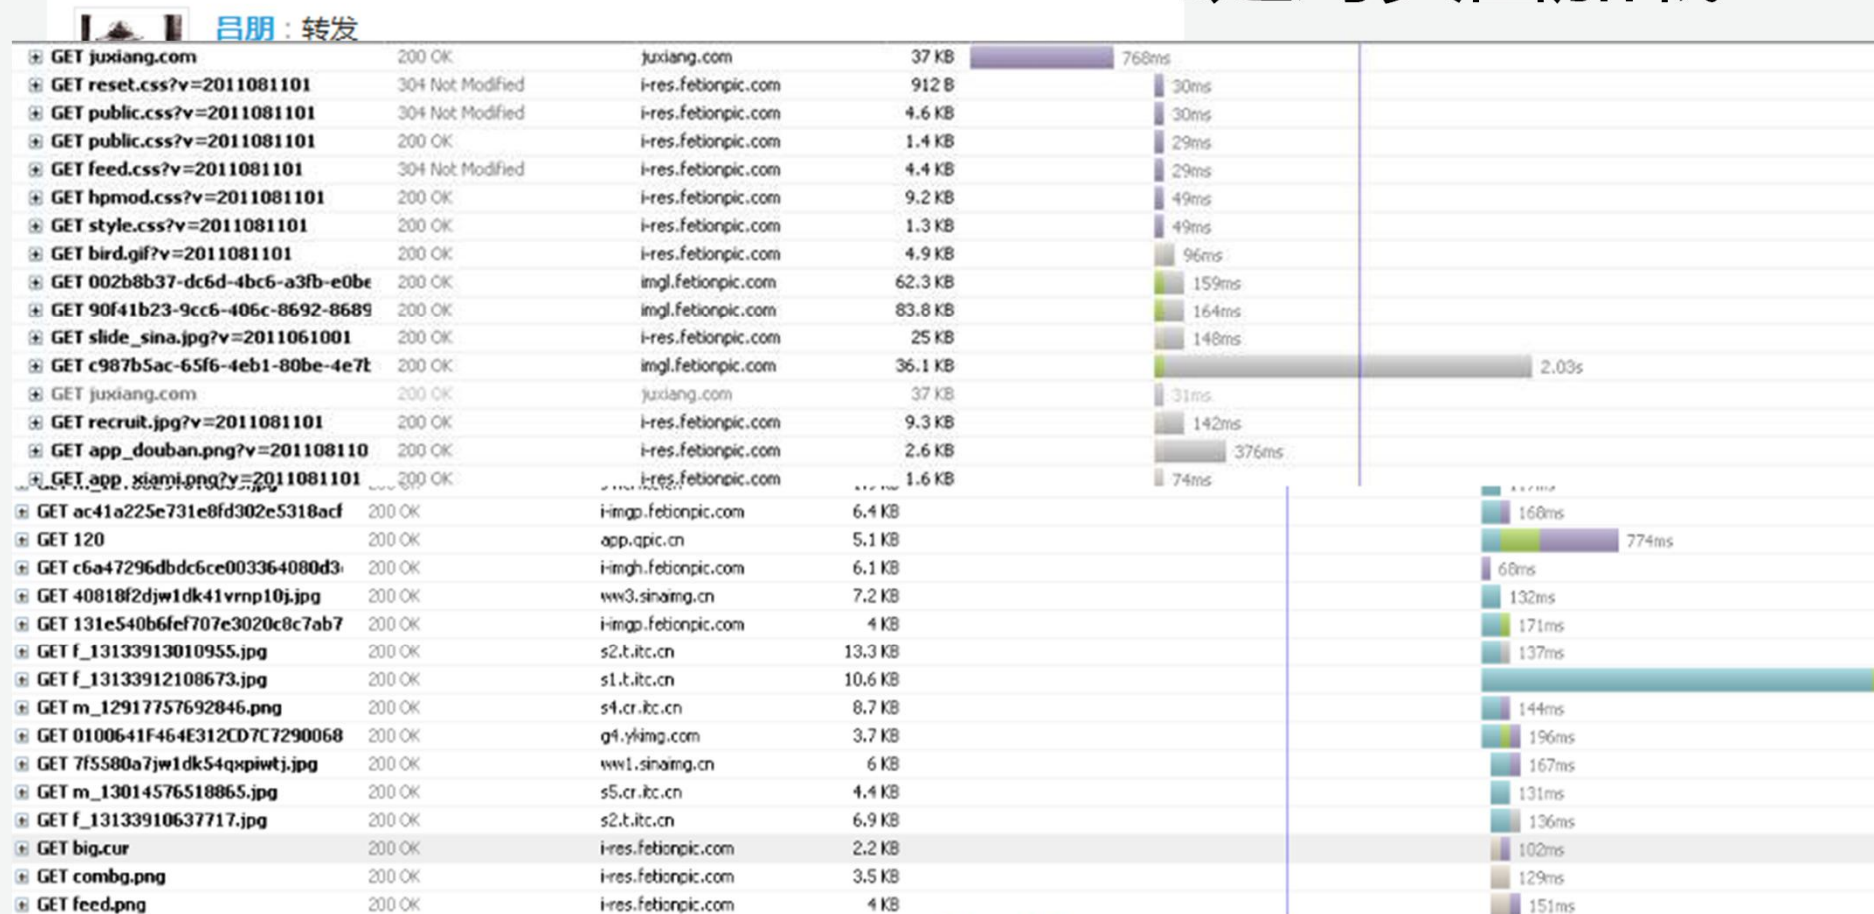 吕朋：转发
GET juxiang.com 200 OK juxiang.com 37 KB 768ms
GET reset.css?v=2011081101 304 Not Modified i-res.fetionpic.com 912 B 30ms
GET public.css?v=2011081101 304 Not Modified i-res.fetionpic.com 4.6 KB 30ms
GET public.css?v=2011081101 200 OK i-res.fetionpic.com 1.4 KB 29ms
GET feed.css?v=2011081101 304 Not Modified i-res.fetionpic.com 4.4 KB 29ms
GET hpmod.css?v=2011081101 200 OK i-res.fetionpic.com 9.2 KB 49ms
GET style.css?v=2011081101 200 OK i-res.fetionpic.com 1.3 KB 49ms
GET bird.gif?v=2011081101 200 OK i-res.fetionpic.com 4.9 KB 96ms
GET 002b8b37-dc6d-4bc6-a3fb-e0be 200 OK imgl.fetionpic.com 62.3 KB 159ms
GET 90f41b23-9cc6-406c-8692-8689 200 OK imgl.fetionpic.com 83.8 KB 164ms
GET slide_sina.jpg?v=2011061001 200 OK i-res.fetionpic.com 25 KB 148ms
GET c987b5ac-65f6-4eb1-80be-4e7b 200 OK imgl.fetionpic.com 36.1 KB 2.03s
GET juxiang.com 200 OK juxiang.com 37 KB 31ms
GET recruit.jpg?v=2011081101 200 OK i-res.fetionpic.com 9.3 KB 142ms
GET app_douban.png?v=201108110 200 OK i-res.fetionpic.com 2.6 KB 376ms
GET app_xiami.png?v=2011081101 200 OK i-res.fetionpic.com 1.6 KB 74ms
GET ac41a225e731e8fd302e5318acf 200 OK i-imgp.fetionpic.com 6.4 KB 168ms
GET 120 200 OK app.qpic.cn 5.1 KB 774ms
GET c6a47296dbdc6ce003364080d3 200 OK i-imgh.fetionpic.com 6.1 KB 68ms
GET 40818f2djw1dk41vrnp10j.jpg 200 OK ww3.sinaimg.cn 7.2 KB 132ms
GET 131e540b6fef707e3020c8c7ab7 200 OK i-imgp.fetionpic.com 4 KB 171ms
GET f_13133913010955.jpg 200 OK s2.t.itc.cn 13.3 KB 137ms
GET f_13133912108673.jpg 200 OK s1.t.itc.cn 10.6 KB
GET m_12917757692846.png 200 OK s4.cr.itc.cn 8.7 KB 144ms
GET 0100641F464E312CD7C7290068 200 OK g4.ykimg.com 3.7 KB 196ms
GET 7f5580a7jw1dk54qxpiwtj.jpg 200 OK ww1.sinaimg.cn 6 KB 167ms
GET m_13014576518865.jpg 200 OK s5.cr.itc.cn 4.4 KB 131ms
GET f_13133910637717.jpg 200 OK s2.t.itc.cn 6.9 KB 136ms
GET big.cur 200 OK i-res.fetionpic.com 2.2 KB 102ms
GET combg.png 200 OK i-res.fetionpic.com 3.5 KB 129ms
GET feed.png 200 OK i-res.fetionpic.com 4 KB 151ms